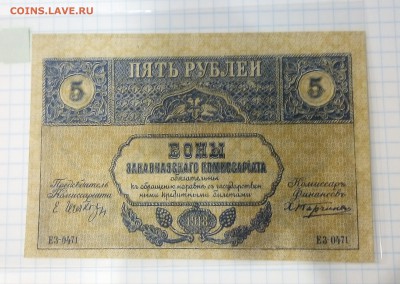 COINS.LAVE.RU
ПЯТЬ РУБЛЕЙ
5 5
БОНЫ
ЗАКАВКАЗСКАГО КОМИССАРІАТА
обязательны
къ обращенію наравнѣ съ государствен
ными кредитными билетами
Предсѣдатель
Комиссаріата
Комиссаръ
Финансовъ
1918
ЕЗ-0471 ЕЗ-0471